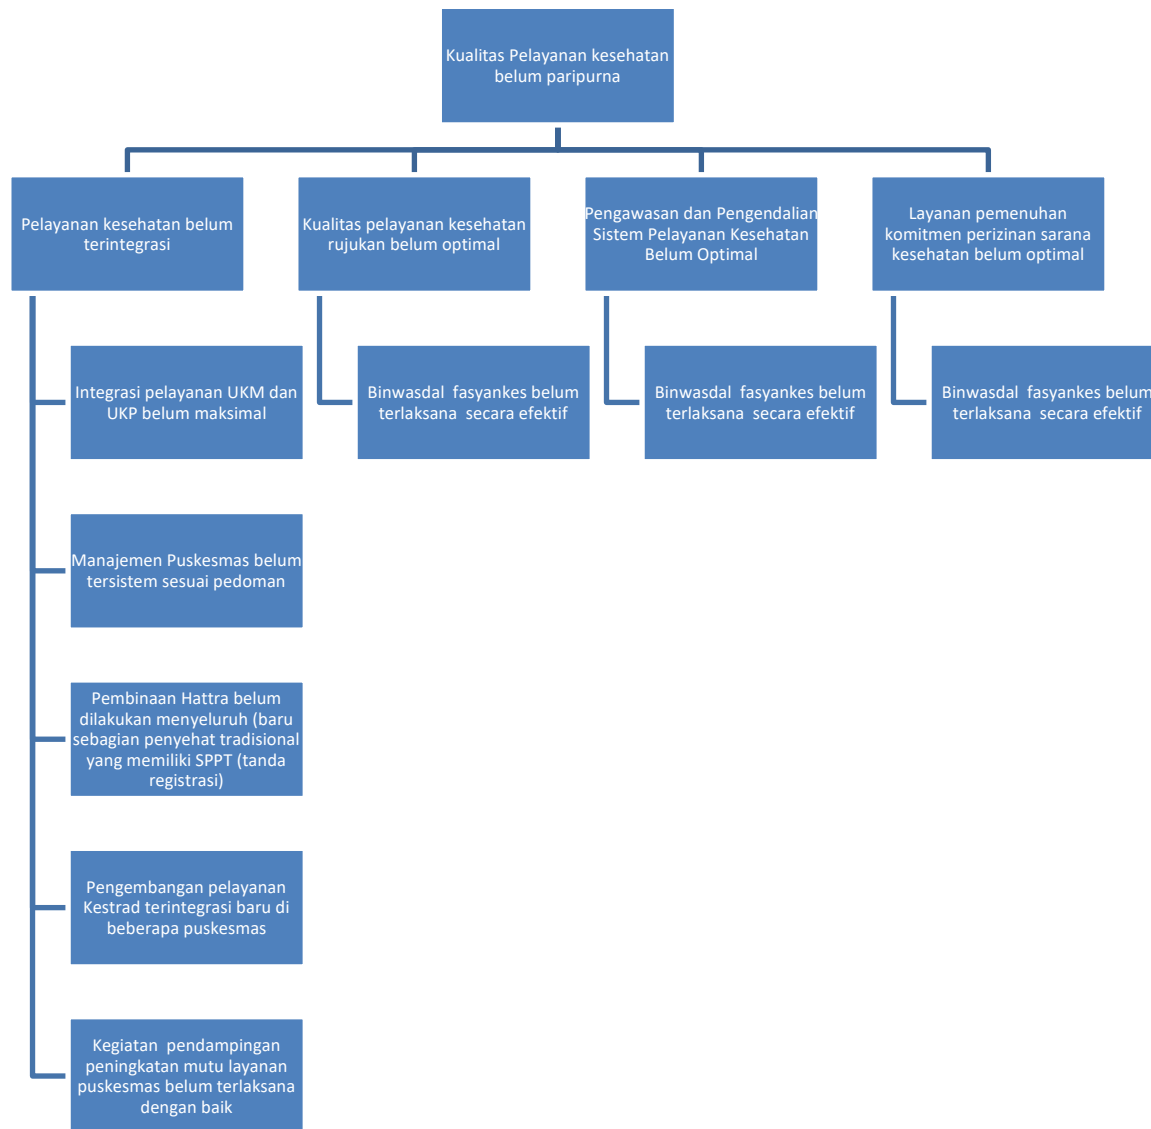 Kualitas Pelayanan kesehatan
belum paripurna
Pelayanan kesehatan belum
terintegrasi
Kualitas pelayanan kesehatan
rujukan belum optimal
Pengawasan dan Pengendalian
Sistem Pelayanan Kesehatan
Belum Optimal
Layanan pemenuhan
komitmen perizinan sarana
kesehatan belum optimal
Integrasi pelayanan UKM dan
UKP belum maksimal
Binwasdal fasyankes belum
terlaksana secara efektif
Binwasdal fasyankes belum
terlaksana secara efektif
Binwasdal fasyankes belum
terlaksana secara efektif
Manajemen Puskesmas belum
tersistem sesuai pedoman
Pembinaan Hattra belum
dilakukan menyeluruh (baru
sebagian penyehat tradisional
yang memiliki SPPT (tanda
registrasi)
Pengembangan pelayanan
Kestrad terintegrasi baru di
beberapa puskesmas
Kegiatan pendampingan
peningkatan mutu layanan
puskesmas belum terlaksana
dengan baik